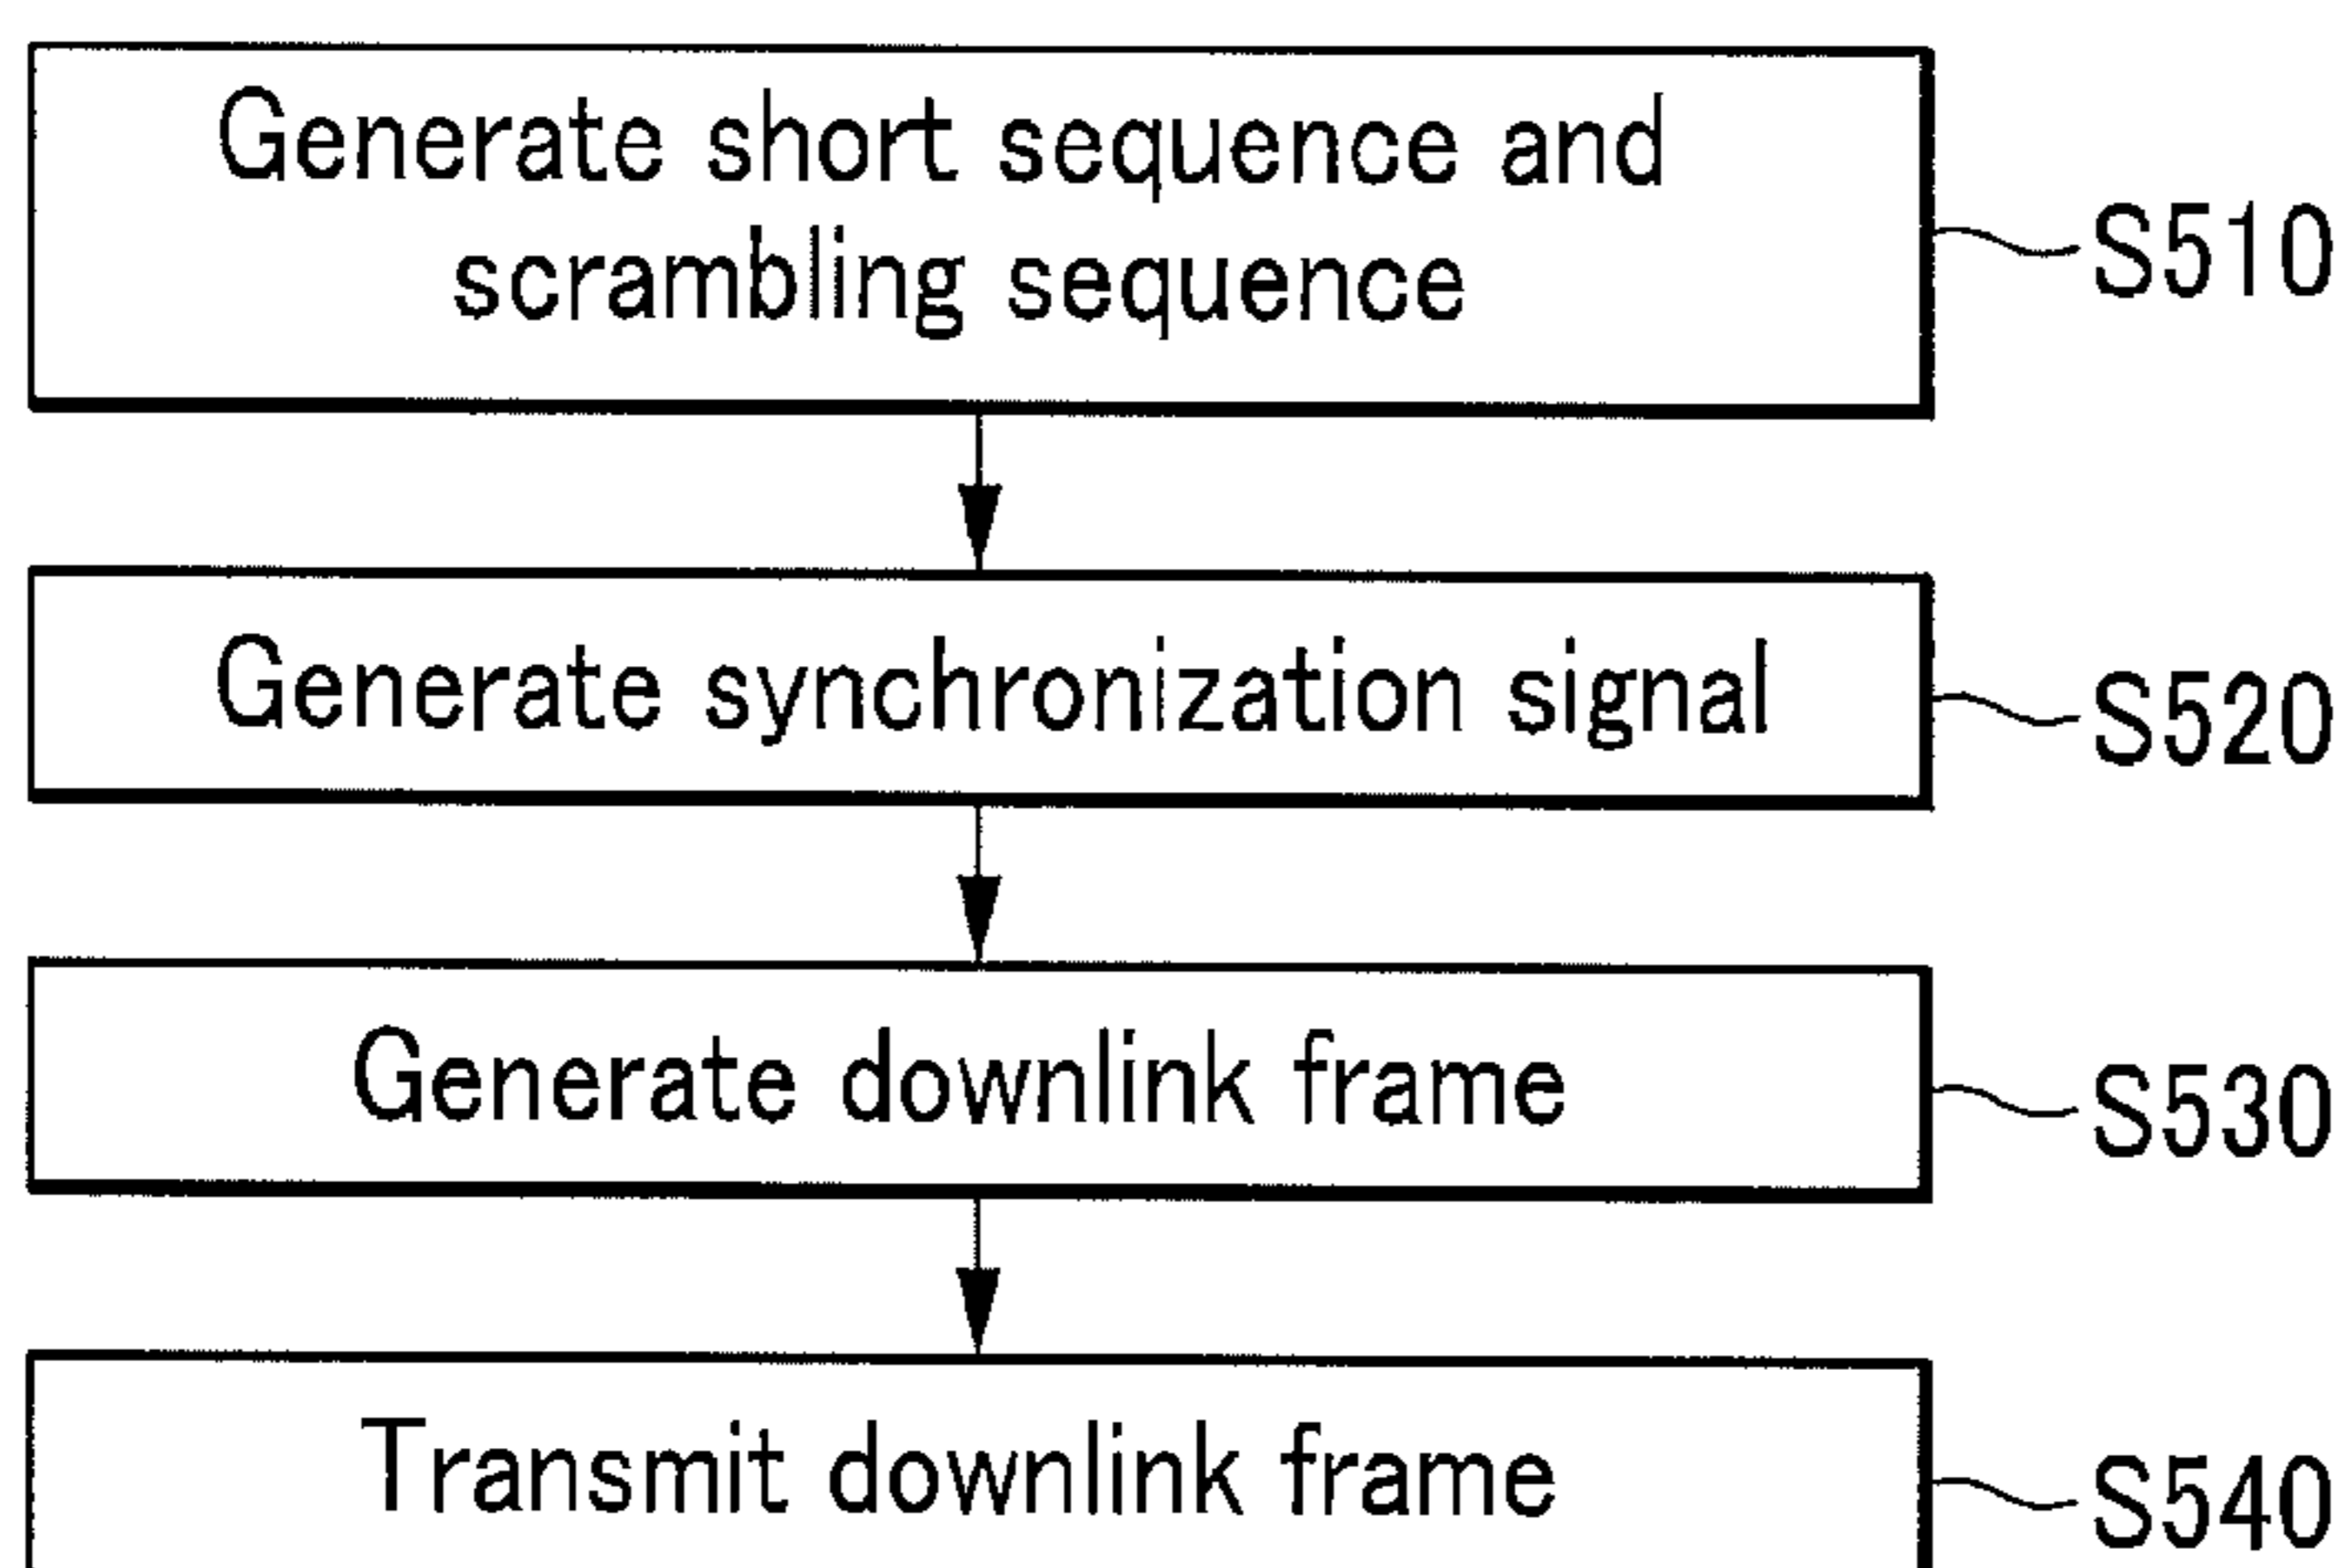 Generate short sequence and
scrambling sequence
S510
Generate synchronization signal
S520
Generate downlink frame
S530
Transmit downlink frame
S540